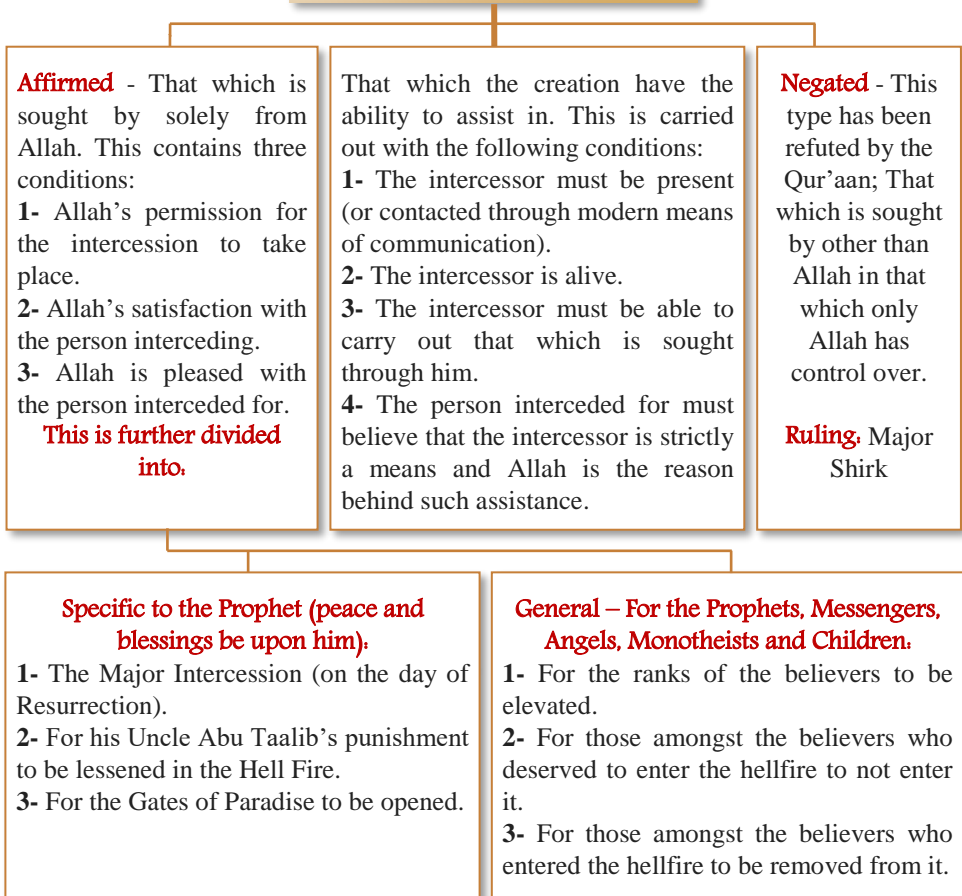 Affirmed - That which is
sought by solely from
Allah. This contains three
conditions:
1- Allah's permission for
the intercession to take
place.
2- Allah's satisfaction with
the person interceding.
3- Allah is pleased with
the person interceded for.
This is further divided
into:
That which the creation have the
ability to assist in. This is carried
out with the following conditions:
1- The intercessor must be present
(or contacted through modern means
of communication).
2- The intercessor is alive.
3- The intercessor must be able to
carry out that which is sought
through him.
4- The person interceded for must
believe that the intercessor is strictly
a means and Allah is the reason
behind such assistance.
Negated - This
type has been
refuted by the
Qur'aan; That
which is sought
by other than
Allah in that
which only
Allah has
control over.
Ruling: Major
Shirk
Specific to the Prophet (peace and
blessings be upon him):
1- The Major Intercession (on the day of
Resurrection).
2- For his Uncle Abu Taalib's punishment
to be lessened in the Hell Fire.
3- For the Gates of Paradise to be opened.
General – For the Prophets, Messengers,
Angels, Monotheists and Children:
1- For the ranks of the believers to be
elevated.
2- For those amongst the believers who
deserved to enter the hellfire to not enter
it.
3- For those amongst the believers who
entered the hellfire to be removed from it.